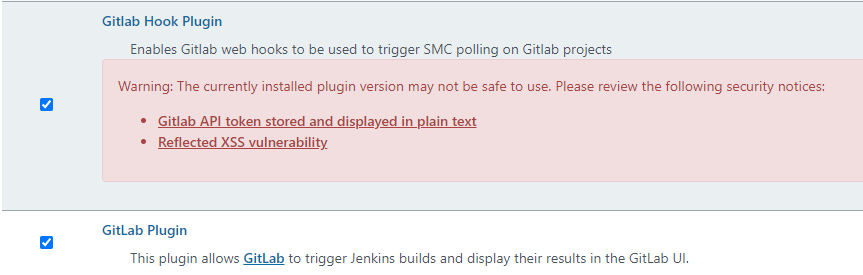 Gitlab Hook Plugin
Enables Gitlab web hooks to be used to trigger SMC polling on Gitlab projects
Warning: The currently installed plugin version may not be safe to use. Please review the following security notices:
Gitlab API token stored and displayed in plain text
Reflected XSS vulnerability
GitLab Plugin
This plugin allows GitLab to trigger Jenkins builds and display their results in the GitLab UI.